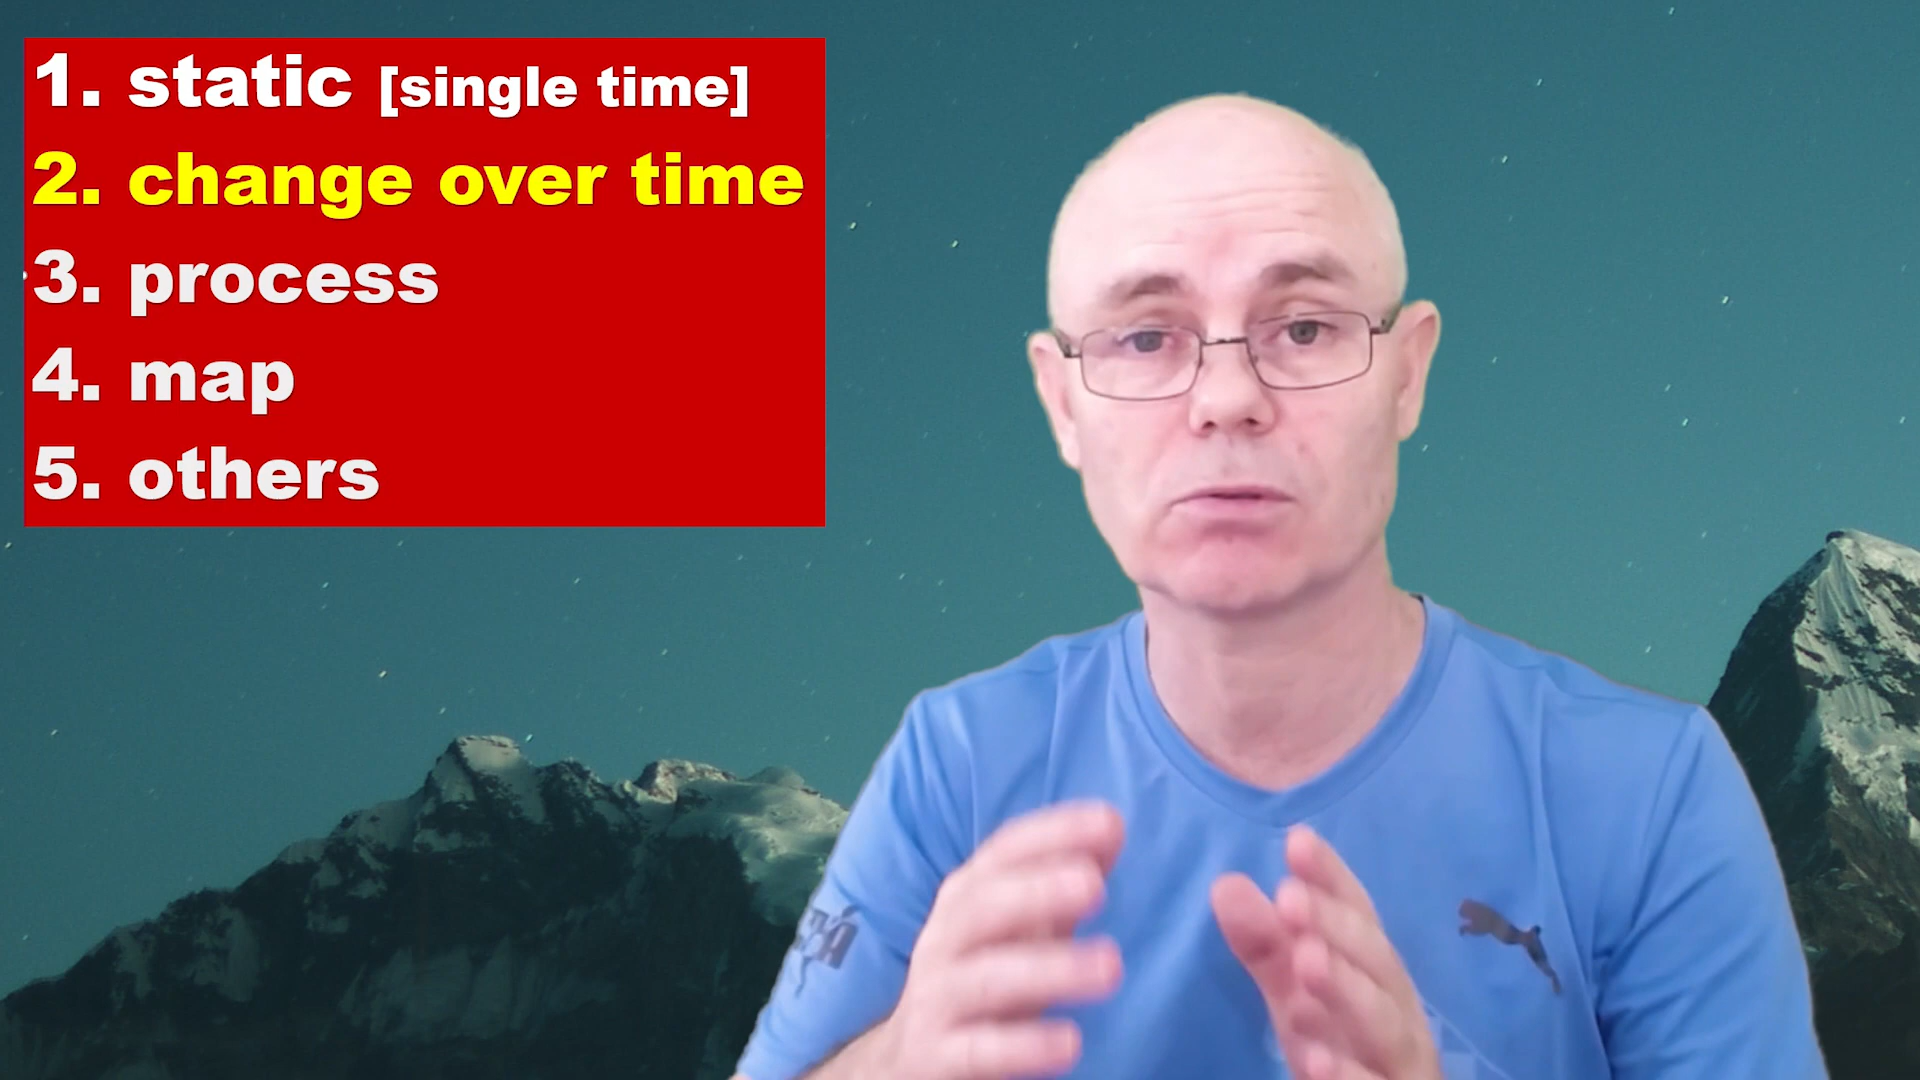 1. static [single time]
2. change over time
3. process
4. map
5. others